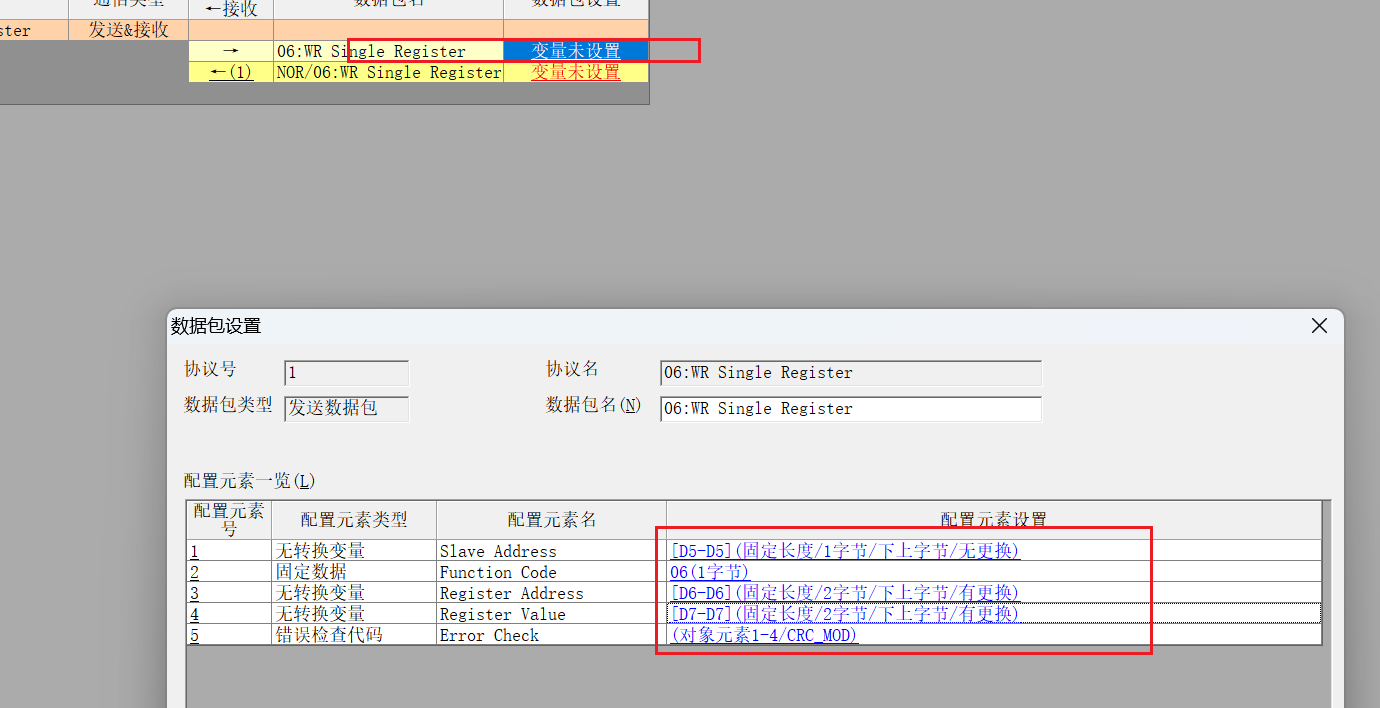 通信类型 ←接收 数据包名 数据包设置
ster 发送&接收
→ 06:WR Single Register 变量未设置
←(1) NOR/06:WR Single Register 变量未设置
数据包设置
协议号 1 协议名 06:WR Single Register
数据包类型 发送数据包 数据包名(N) 06:WR Single Register
配置元素一览(L)
配置元素号 配置元素类型 配置元素名 配置元素设置
1 无转换变量 Slave Address [D5-D5](固定长度/1字节/下上字节/无更换)
2 固定数据 Function Code 06(1字节)
3 无转换变量 Register Address [D6-D6](固定长度/2字节/下上字节/有更换)
4 无转换变量 Register Value [D7-D7](固定长度/2字节/下上字节/有更换)
5 错误检查代码 Error Check (对象元素1-4/CRC_MOD)